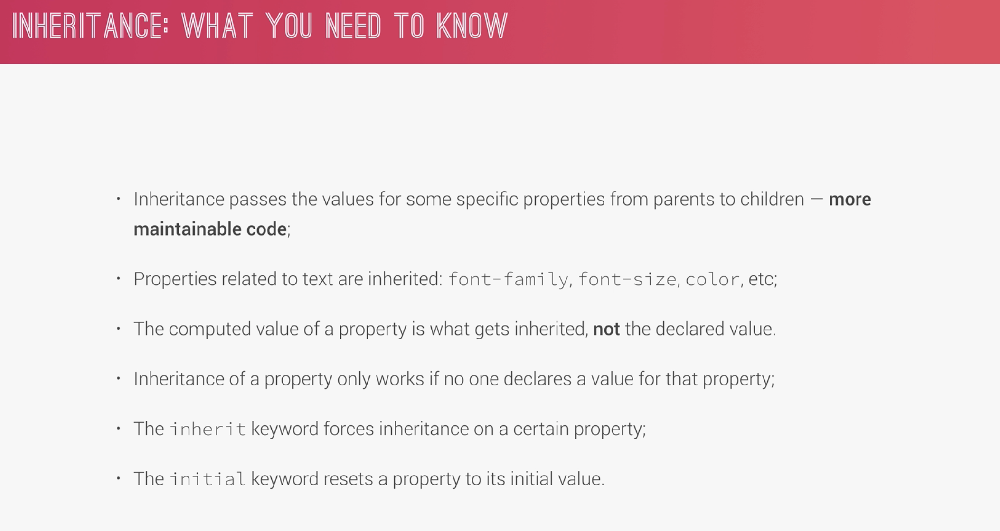 INHERITANCE: WHAT YOU NEED TO KNOW
• Inheritance passes the values for some specific properties from parents to children — more
maintainable code;
• Properties related to text are inherited: font-family, font-size, color, etc;
• The computed value of a property is what gets inherited, not the declared value.
• Inheritance of a property only works if no one declares a value for that property;
• The inherit keyword forces inheritance on a certain property;
• The initial keyword resets a property to its initial value.